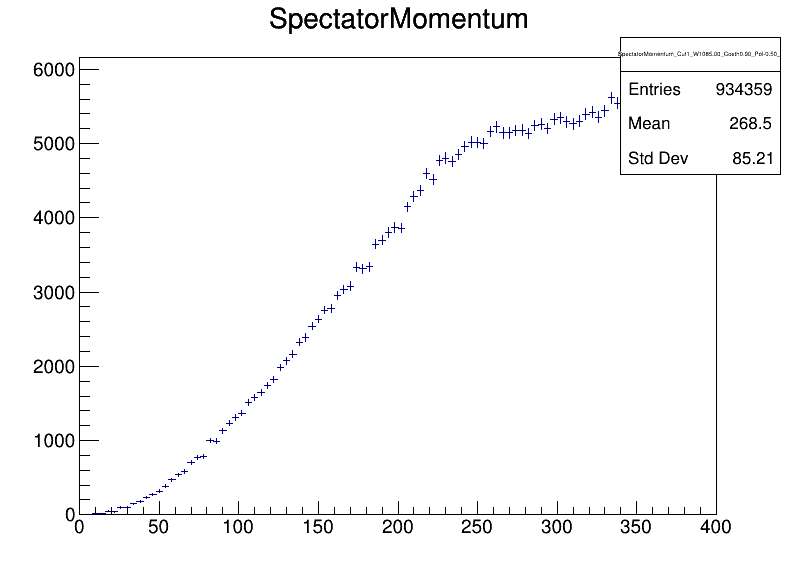 SpectatorMomentum
SpectatorMomentum_Cut1_W1085.00_Costh0.90_Pol-0.50_
Entries 934359
Mean 268.5
Std Dev 85.21
6000
5000
4000
3000
2000
1000
0
0 50 100 150 200 250 300 350 400